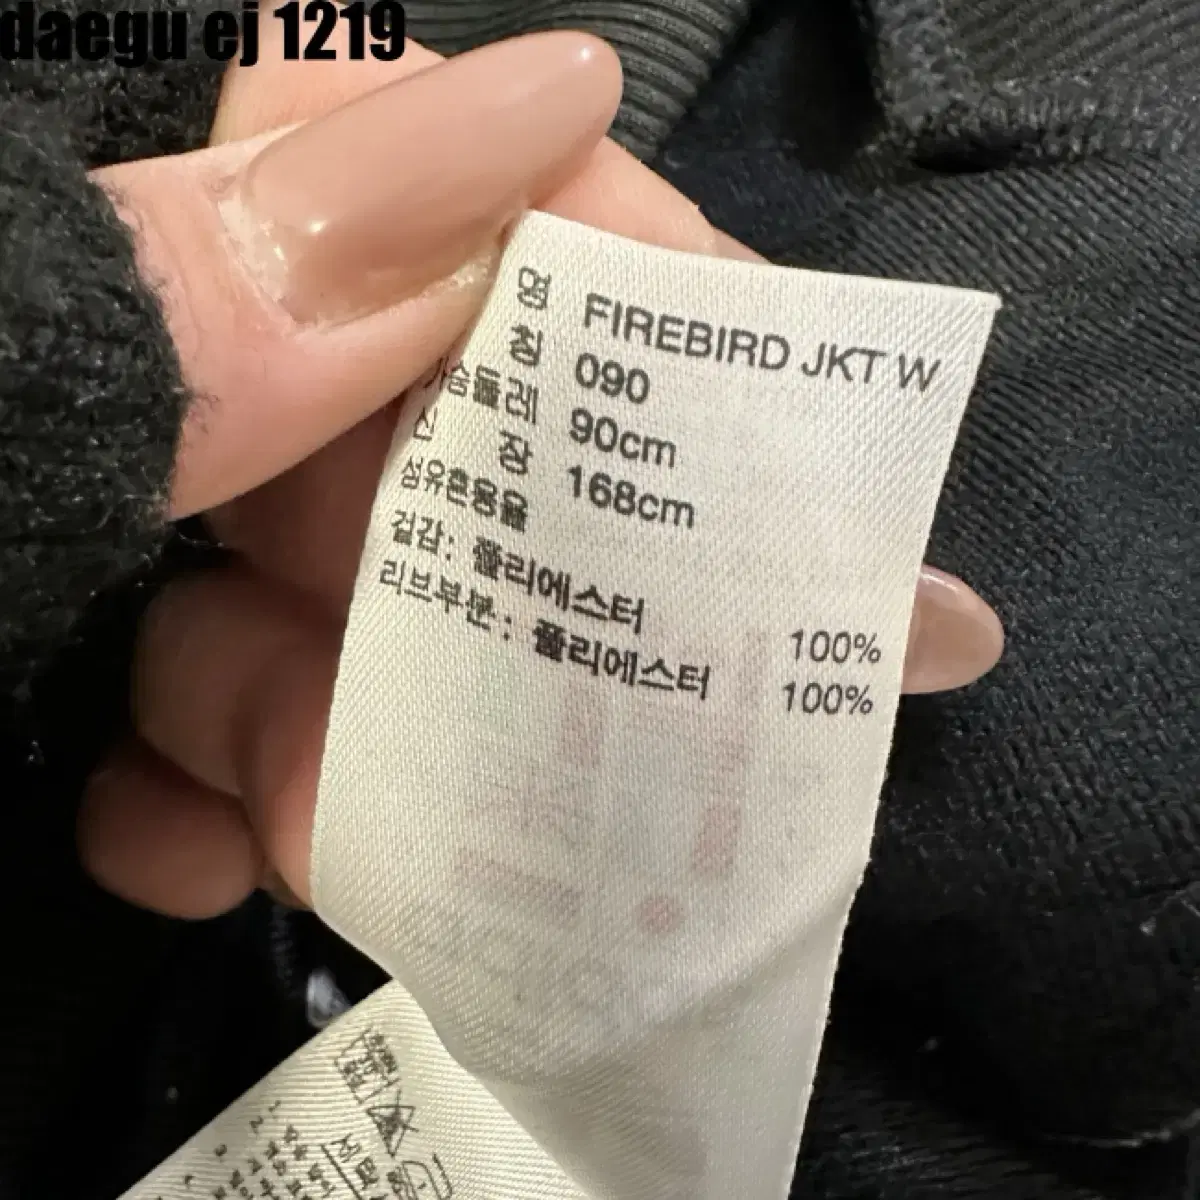 daegu ej 1219
명 FIREBIRD JKT W
칭 090
가슴둘레 90cm
신 장 168cm
섬유혼용율
겉감: 폴리에스터 100%
리브부분: 폴리에스터 100%